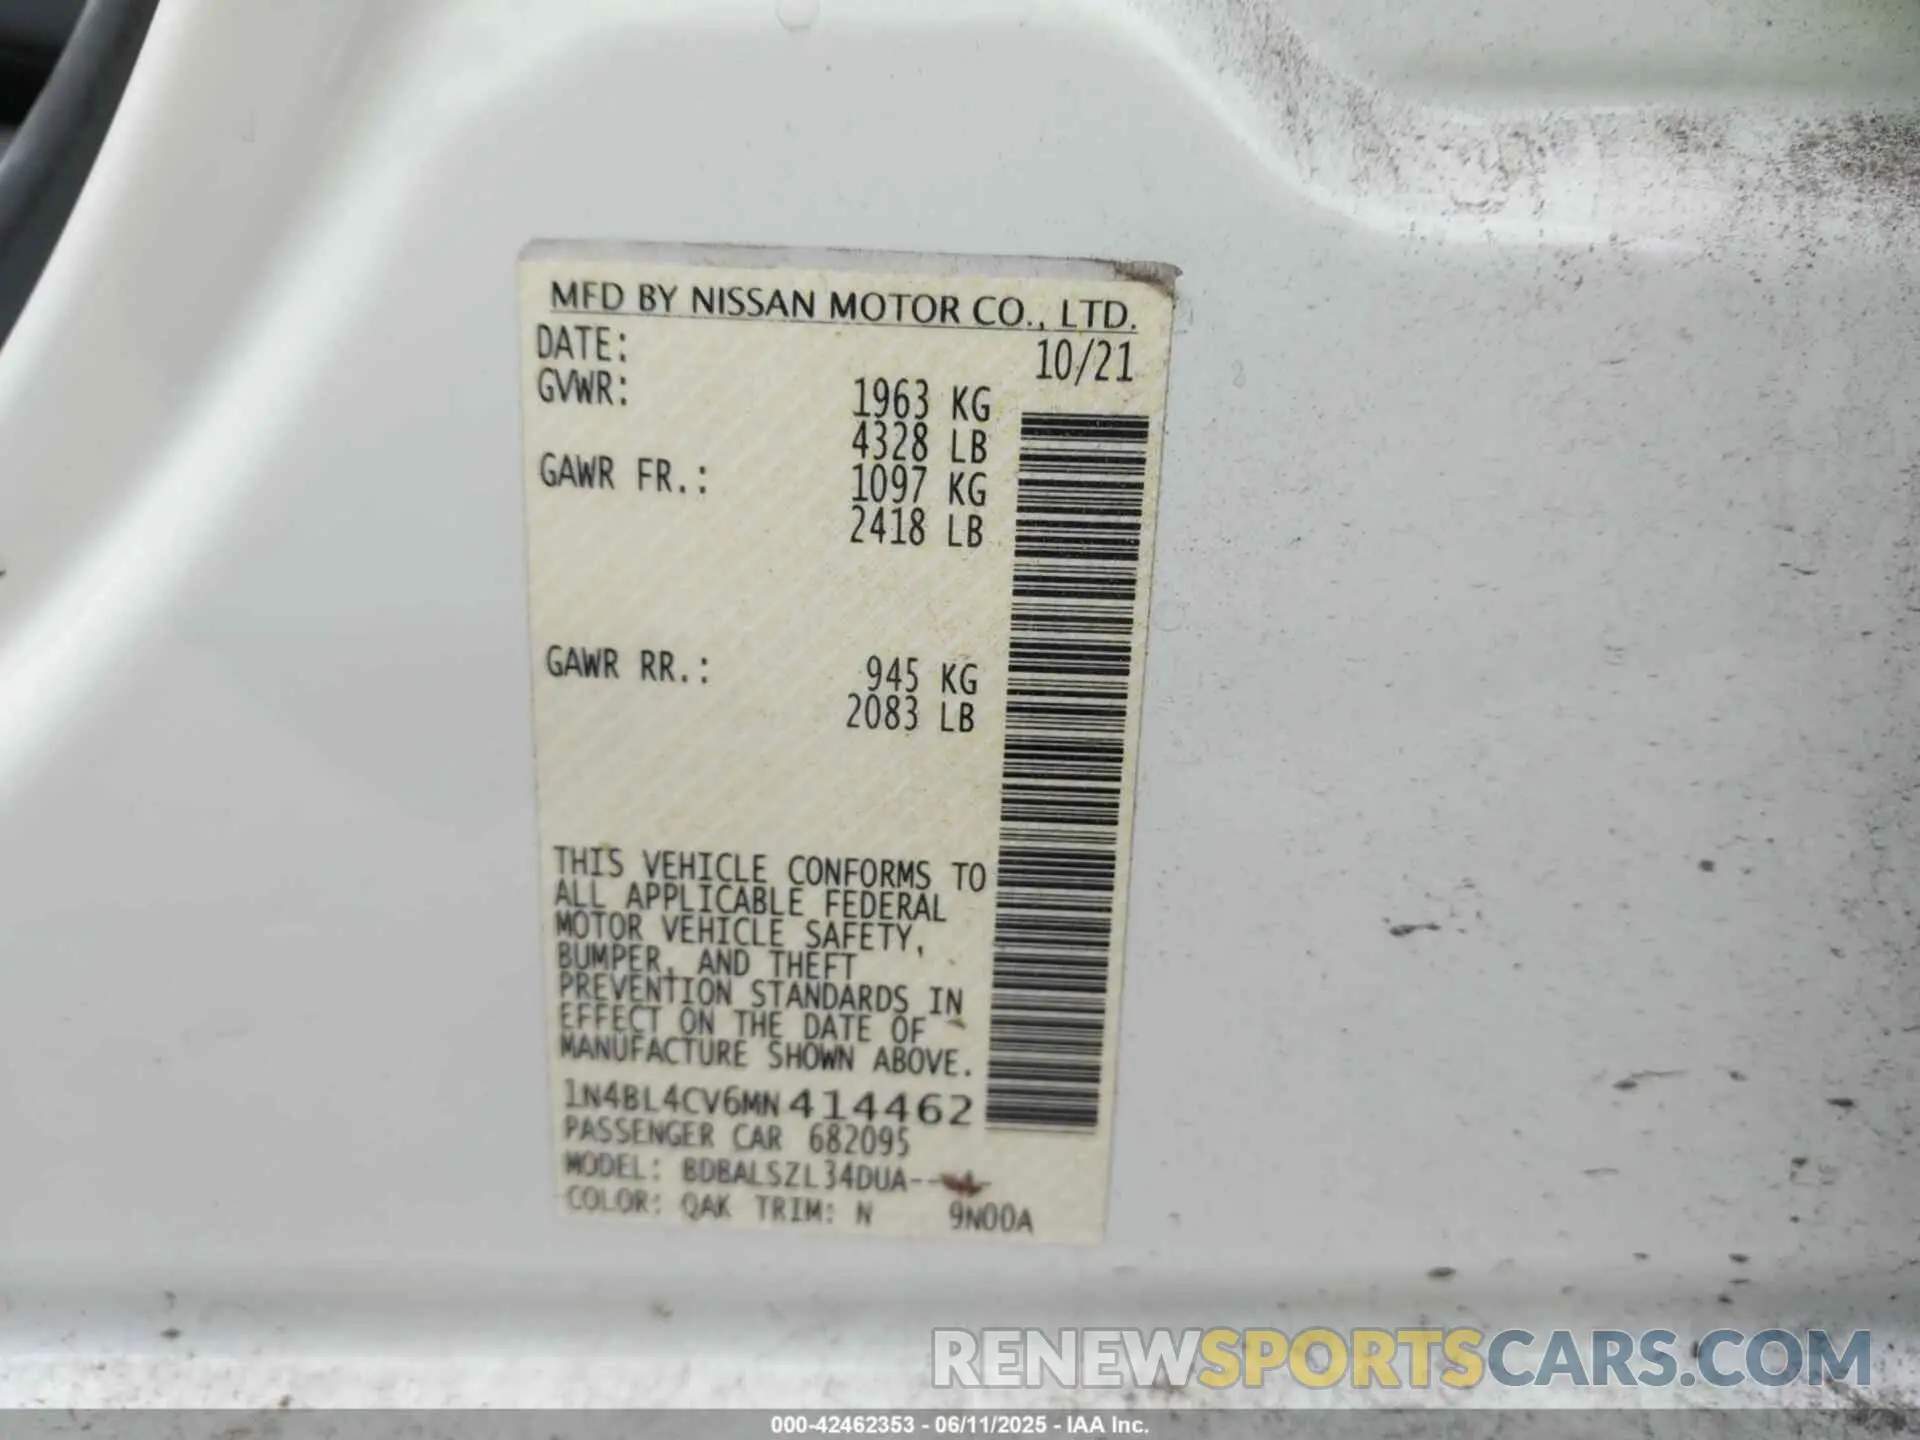 MFD BY NISSAN MOTOR CO., LTD.
DATE: 10/21
GVWR: 1963 KG
4328 LB
GAWR FR.: 1097 KG
2418 LB
GAWR RR.: 945 KG
2083 LB
THIS VEHICLE CONFORMS TO
ALL APPLICABLE FEDERAL
MOTOR VEHICLE SAFETY,
BUMPER, AND THEFT
PREVENTION STANDARDS IN
EFFECT ON THE DATE OF
MANUFACTURE SHOWN ABOVE.
1N4BL4CV6MN414462
PASSENGER CAR 682095
MODEL: BDBALSZL34DUA--
COLOR: QAK TRIM: N 9N00A
RENEWSPORTSCARS.COM
000-42462353 - 06/11/2025 - IAA Inc.